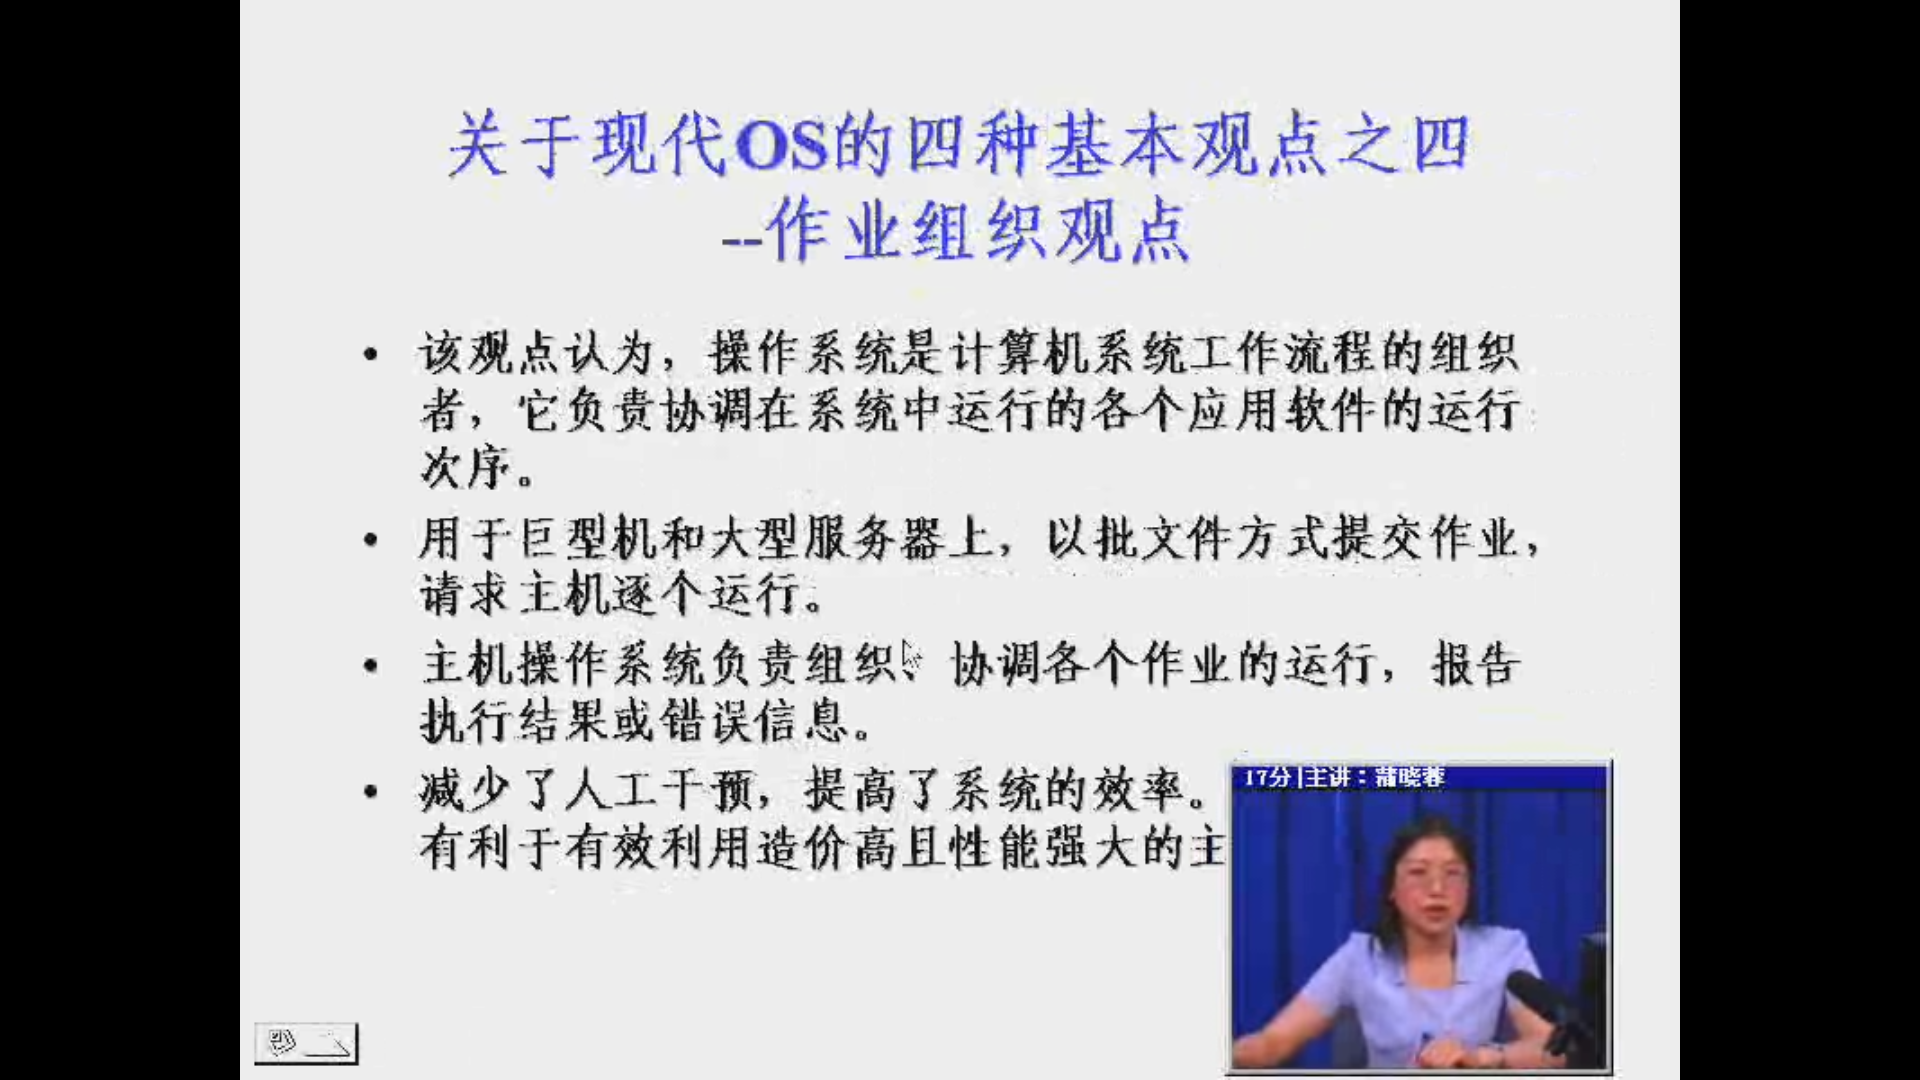 关于现代OS的四种基本观点之四
--作业组织观点
• 该观点认为，操作系统是计算机系统工作流程的组织
者，它负责协调在系统中运行的各个应用软件的运行
次序。
• 用于巨型机和大型服务器上，以批文件方式提交作业，
请求主机逐个运行。
• 主机操作系统负责组织、协调各个作业的运行，报告
执行结果或错误信息。
• 减少了人工干预，提高了系统的效率。
有利于有效利用造价高且性能强大的主
17分|主讲：蒲晓蓉